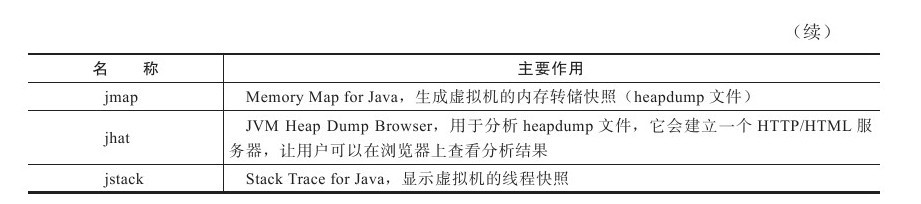 （续）
名 称 主要作用
jmap Memory Map for Java，生成虚拟机的内存转储快照（heapdump 文件）
jhat JVM Heap Dump Browser，用于分析 heapdump 文件，它会建立一个 HTTP/HTML 服
务器，让用户可以在浏览器上查看分析结果
jstack Stack Trace for Java，显示虚拟机的线程快照